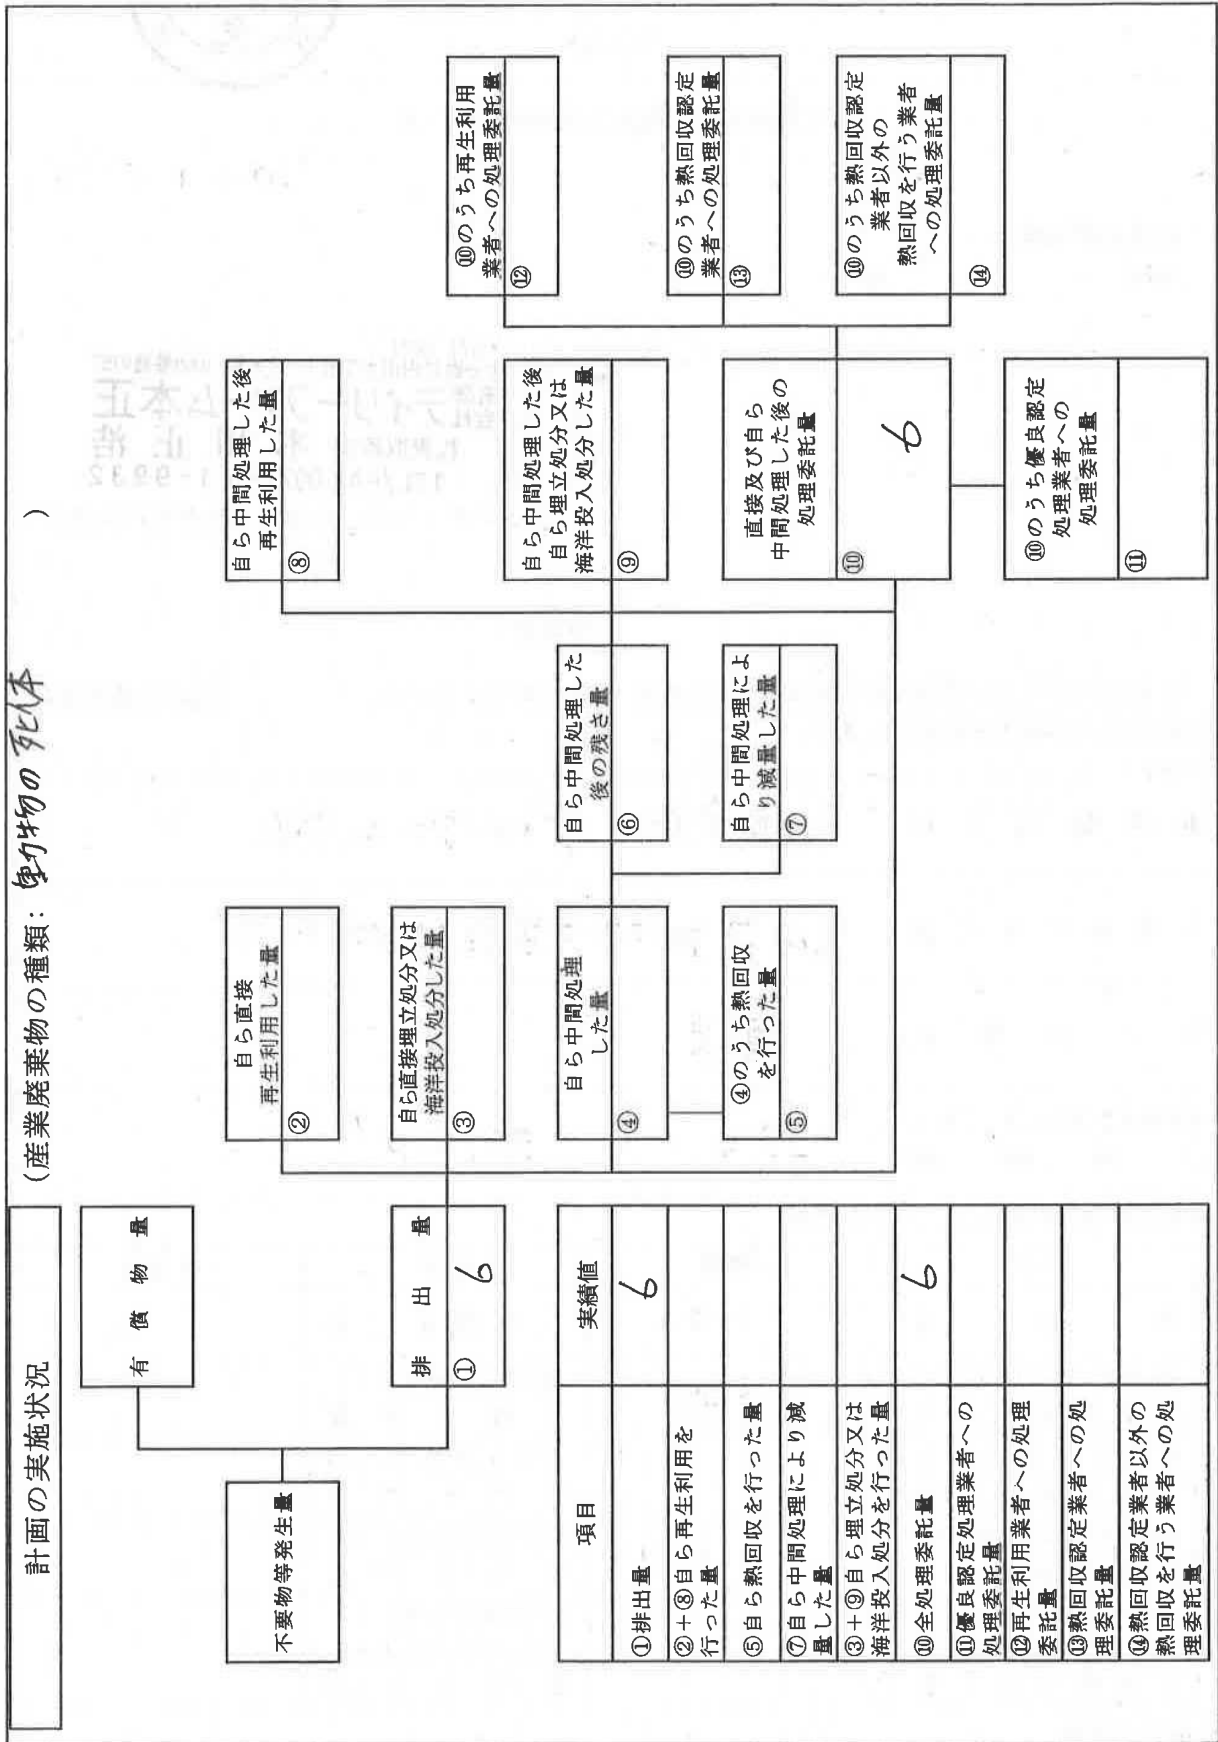 計画の実施状況
（産業廃棄物の種類：動物の死体）
不要物等発生量
有償物量
排出量
① 6
自ら直接
再生利用した量
②
自ら直接埋立処分又は
海洋投入処分した量
③
自ら中間処理
した量
④
④のうち熱回収
を行った量
⑤
自ら中間処理した
後の残さ量
⑥
自ら中間処理によ
り減量した量
⑦
自ら中間処理した後
再生利用した量
⑧
自ら中間処理した後
自ら埋立処分又は
海洋投入処分した量
⑨
直接及び自ら
中間処理した後の
処理委託量
⑩ 6
⑩のうち優良認定
処理業者への
処理委託量
⑪
⑩のうち再生利用
業者への処理委託量
⑫
⑩のうち熱回収認定
業者への処理委託量
⑬
⑩のうち熱回収認定
業者以外の
熱回収を行う業者
への処理委託量
⑭
項目 実績値
①排出量 6
②＋⑧自ら再生利用を
行った量
⑤自ら熱回収を行った量
⑦自ら中間処理により減
量した量
③＋⑨自ら埋立処分又は
海洋投入処分を行った量
⑩全処理委託量 6
⑪優良認定処理業者への
処理委託量
⑫再生利用業者への処理
委託量
⑬熱回収認定業者への処
理委託量
⑭熱回収認定業者以外の
熱回収を行う業者への処
理委託量